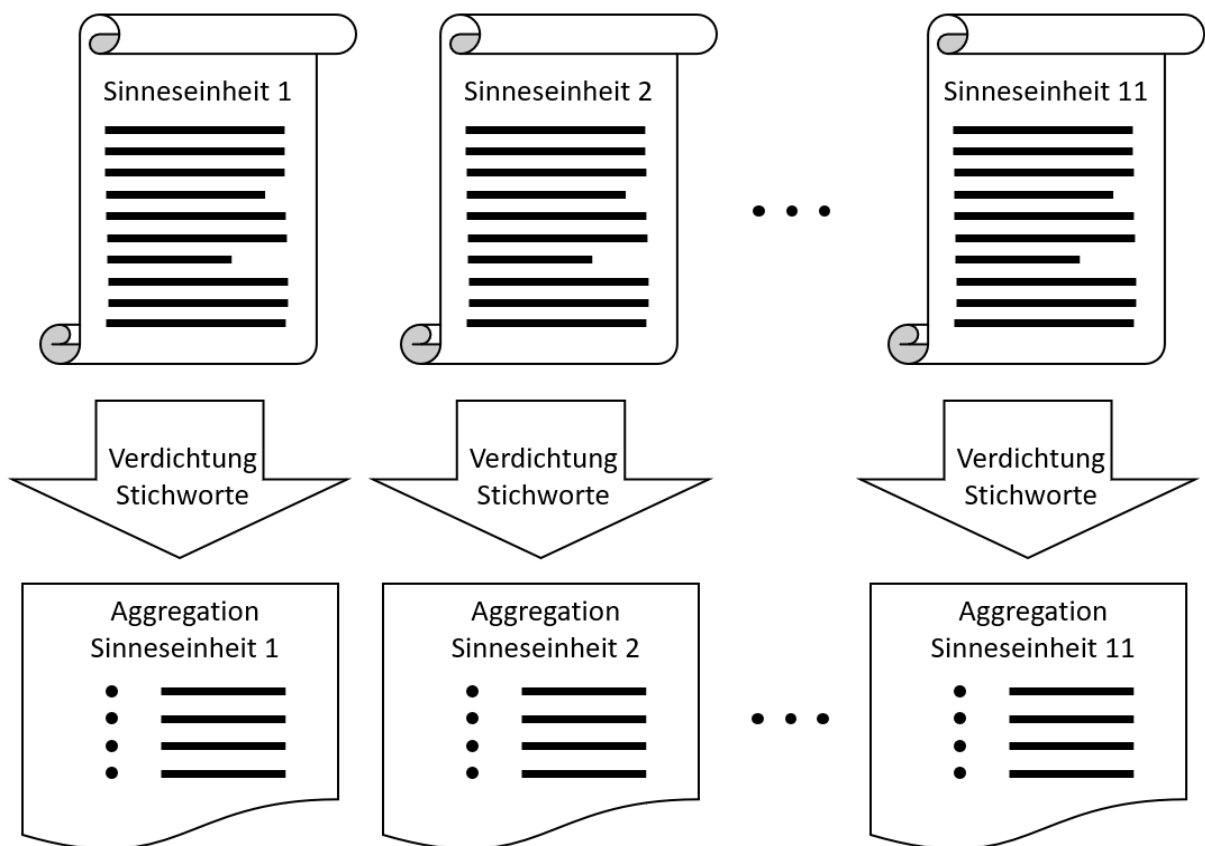 Sinneseinheit 1
Sinneseinheit 2
Sinneseinheit 11
Verdichtung
Stichworte
Verdichtung
Stichworte
Verdichtung
Stichworte
Aggregation
Sinneseinheit 1
Aggregation
Sinneseinheit 2
Aggregation
Sinneseinheit 11